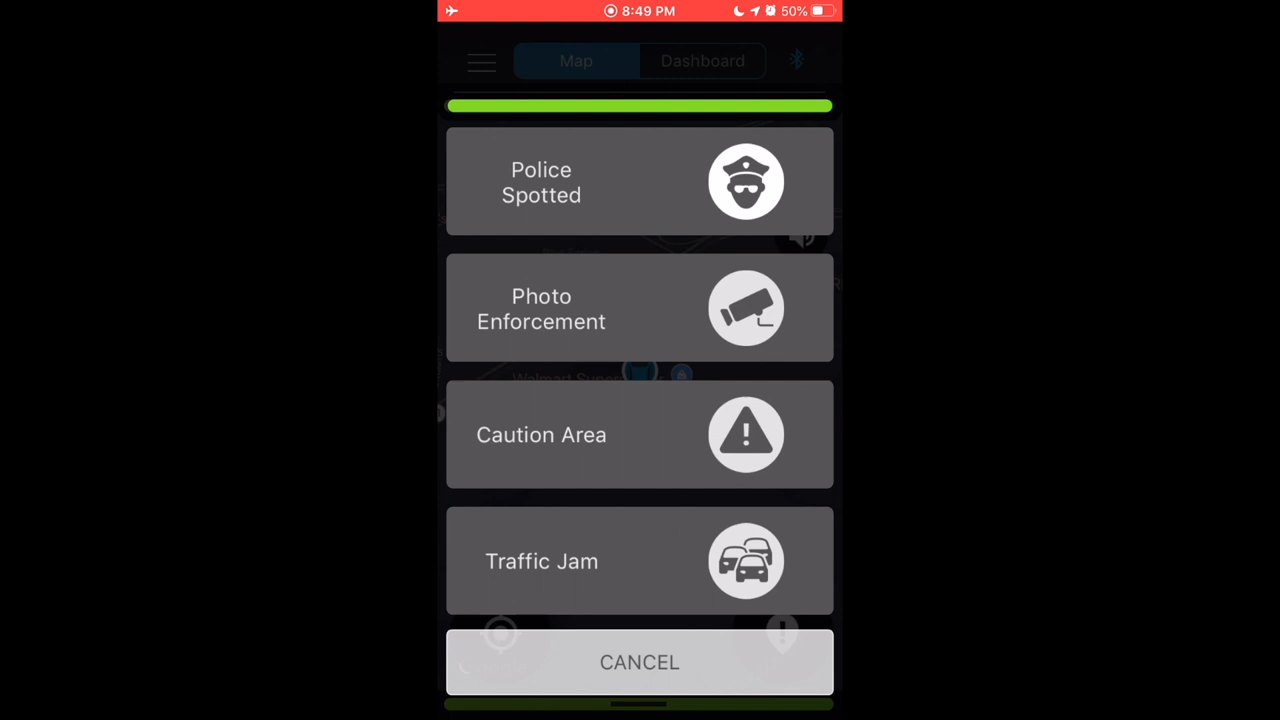 8:49 PM
50%
Map
Dashboard
Police
Spotted
Photo
Enforcement
Caution Area
Traffic Jam
CANCEL